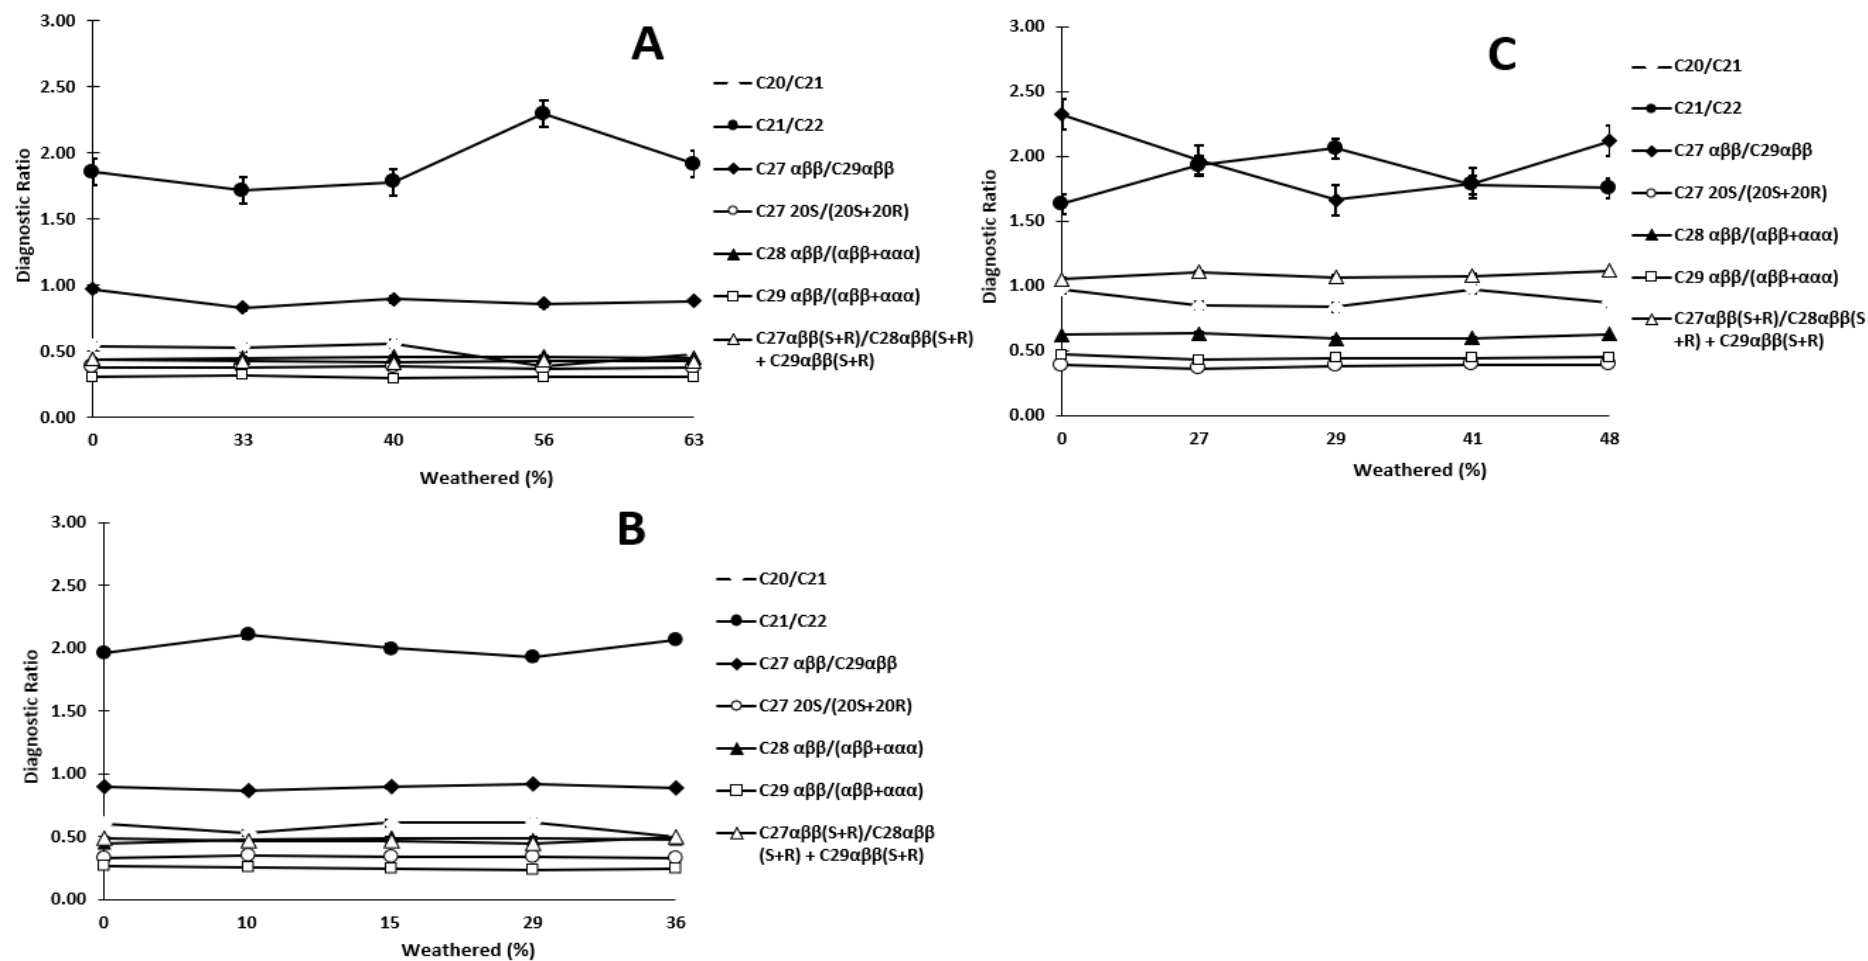 A
3.00
2.50
2.00
1.50
1.00
0.50
0.00
Diagnostic Ratio
0 33 40 56 63
Weathered (%)
C20/C21
C21/C22
C27 αββ/C29αββ
C27 20S/(20S+20R)
C28 αββ/(αββ+ααα)
C29 αββ/(αββ+ααα)
C27αββ(S+R)/C28αββ(S+R)
+ C29αββ(S+R)
C
3.00
2.50
2.00
1.50
1.00
0.50
0.00
Diagnostic Ratio
0 27 29 41 48
Weathered (%)
C20/C21
C21/C22
C27 αββ/C29αββ
C27 20S/(20S+20R)
C28 αββ/(αββ+ααα)
C29 αββ/(αββ+ααα)
C27αββ(S+R)/C28αββ(S
+R) + C29αββ(S+R)
B
3.00
2.50
2.00
1.50
1.00
0.50
0.00
Diagnostic Ratio
0 10 15 29 36
Weathered (%)
C20/C21
C21/C22
C27 αββ/C29αββ
C27 20S/(20S+20R)
C28 αββ/(αββ+ααα)
C29 αββ/(αββ+ααα)
C27αββ(S+R)/C28αββ
(S+R) + C29αββ(S+R)